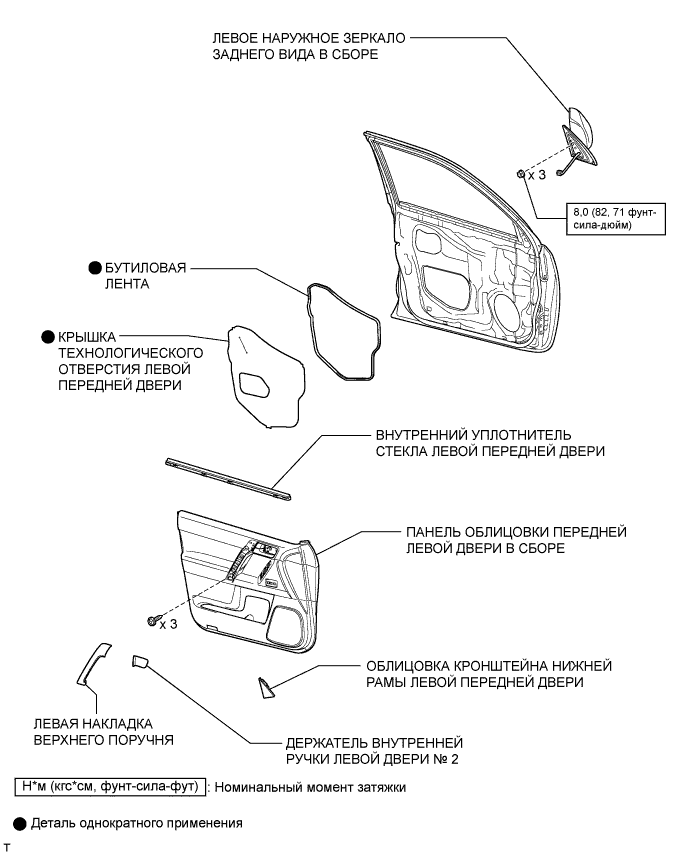 ЛЕВОЕ НАРУЖНОЕ ЗЕРКАЛО
ЗАДНЕГО ВИДА В СБОРЕ
x 3
8,0 (82, 71 фунт-
сила-дюйм)
БУТИЛОВАЯ
ЛЕНТА
КРЫШКА
ТЕХНОЛОГИЧЕСКОГО
ОТВЕРСТИЯ ЛЕВОЙ
ПЕРЕДНЕЙ ДВЕРИ
ВНУТРЕННИЙ УПЛОТНИТЕЛЬ
СТЕКЛА ЛЕВОЙ ПЕРЕДНЕЙ ДВЕРИ
ПАНЕЛЬ ОБЛИЦОВКИ ПЕРЕДНЕЙ
ЛЕВОЙ ДВЕРИ В СБОРЕ
x 3
ОБЛИЦОВКА КРОНШТЕЙНА НИЖНЕЙ
РАМЫ ЛЕВОЙ ПЕРЕДНЕЙ ДВЕРИ
ЛЕВАЯ НАКЛАДКА
ВЕРХНЕГО ПОРУЧНЯ
ДЕРЖАТЕЛЬ ВНУТРЕННЕЙ
РУЧКИ ЛЕВОЙ ДВЕРИ № 2
Н*м (кгс*см, фунт-сила-фут) : Номинальный момент затяжки
Деталь однократного применения
T